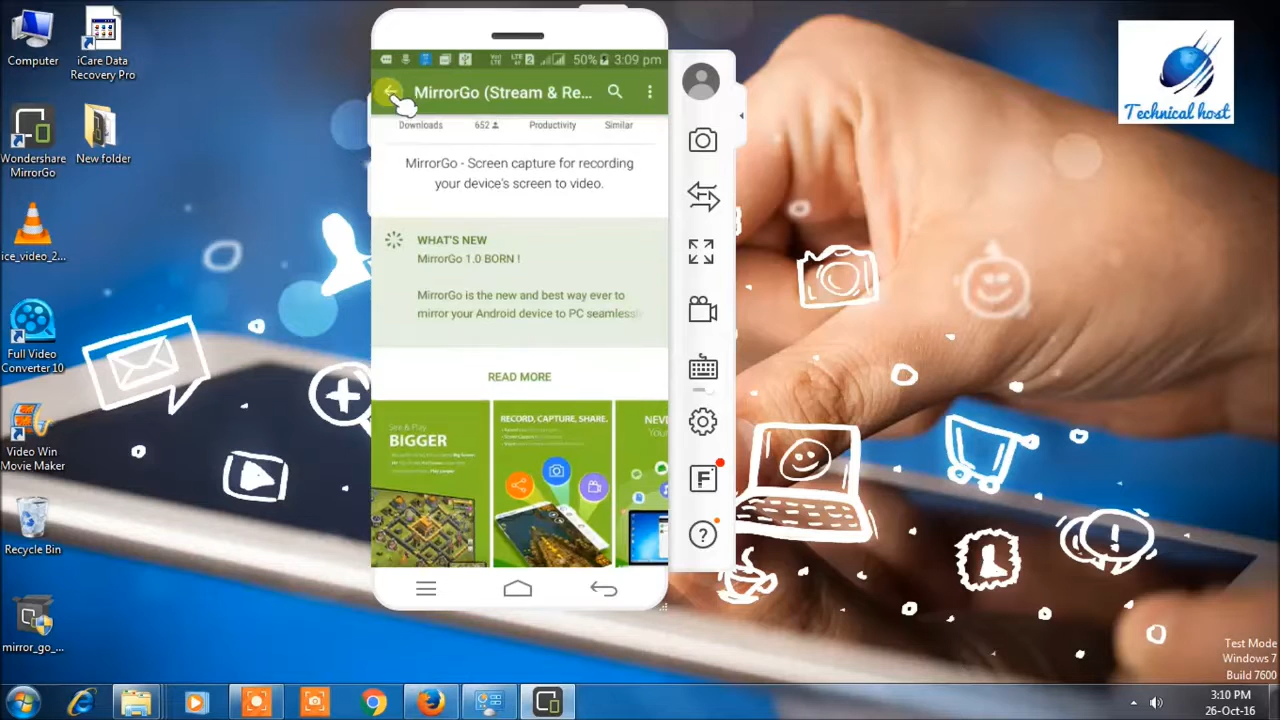 Computer
iCare Data
Recovery Pro
Wondershare
MirrorGo
New folder
ice_video_2...
Full Video
Converter 10
Video Win
Movie Maker
Recycle Bin
mirror_go_...
50% 3:09 pm
MirrorGo (Stream & Re...
Downloads 652 Productivity Similar
MirrorGo - Screen capture for recording
your device's screen to video.
WHAT'S NEW
MirrorGo 1.0 BORN !
MirrorGo is the new and best way ever to
mirror your Android device to PC seamless
READ MORE
See & Play
BIGGER
RECORD, CAPTURE, SHARE.
NEV
You
F
?
Technical host
Test Mode
Windows 7
Build 7600
3:10 PM
26-Oct-16